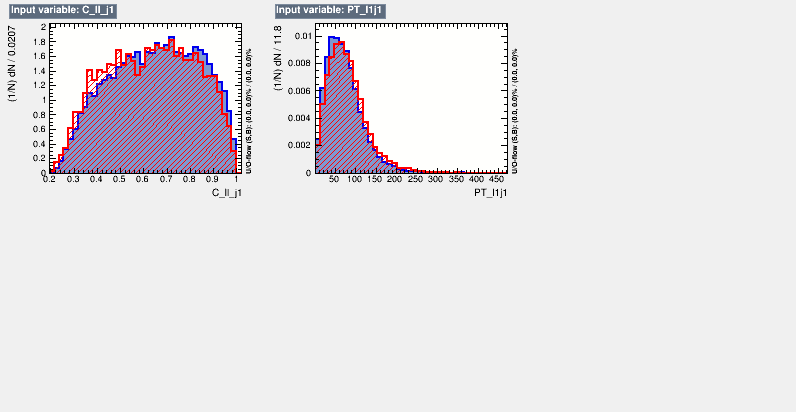 Input variable: C_ll_j1
(1/N) dN / 0.0207
2
1.8
1.6
1.4
1.2
1
0.8
0.6
0.4
0.2
0
0.2 0.3 0.4 0.5 0.6 0.7 0.8 0.9 1
C_ll_j1
U/O-flow (S,B): (0.0, 0.0)% / (0.0, 0.0)%
Input variable: PT_l1j1
(1/N) dN / 11.8
0.01
0.008
0.006
0.004
0.002
0
50 100 150 200 250 300 350 400 450
PT_l1j1
U/O-flow (S,B): (0.0, 0.0)% / (0.0, 0.0)%